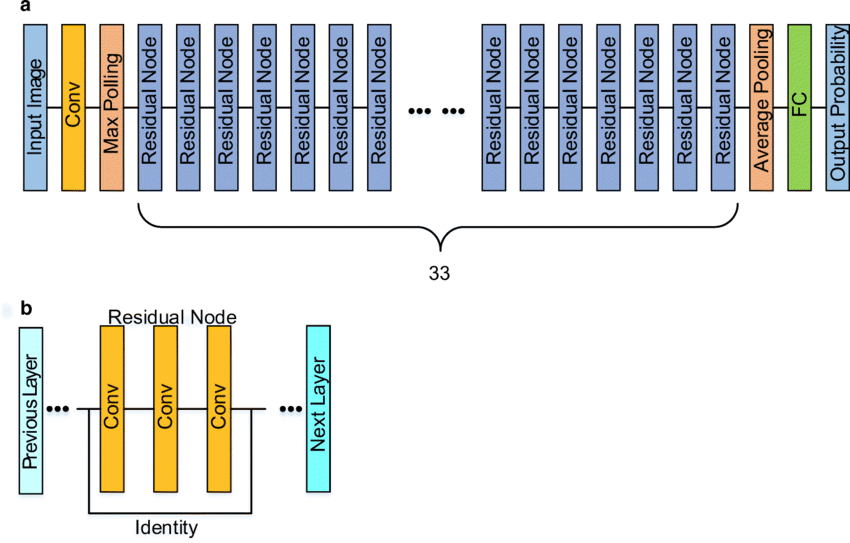 a
Input Image
Conv
Max Polling
Residual Node
Residual Node
Residual Node
Residual Node
Residual Node
Residual Node
Residual Node
Residual Node
Residual Node
Residual Node
Residual Node
Residual Node
Residual Node
Residual Node
Average Pooling
FC
Output Probability
33
b
Residual Node
Previous Layer
Conv
Conv
Conv
Next Layer
Identity